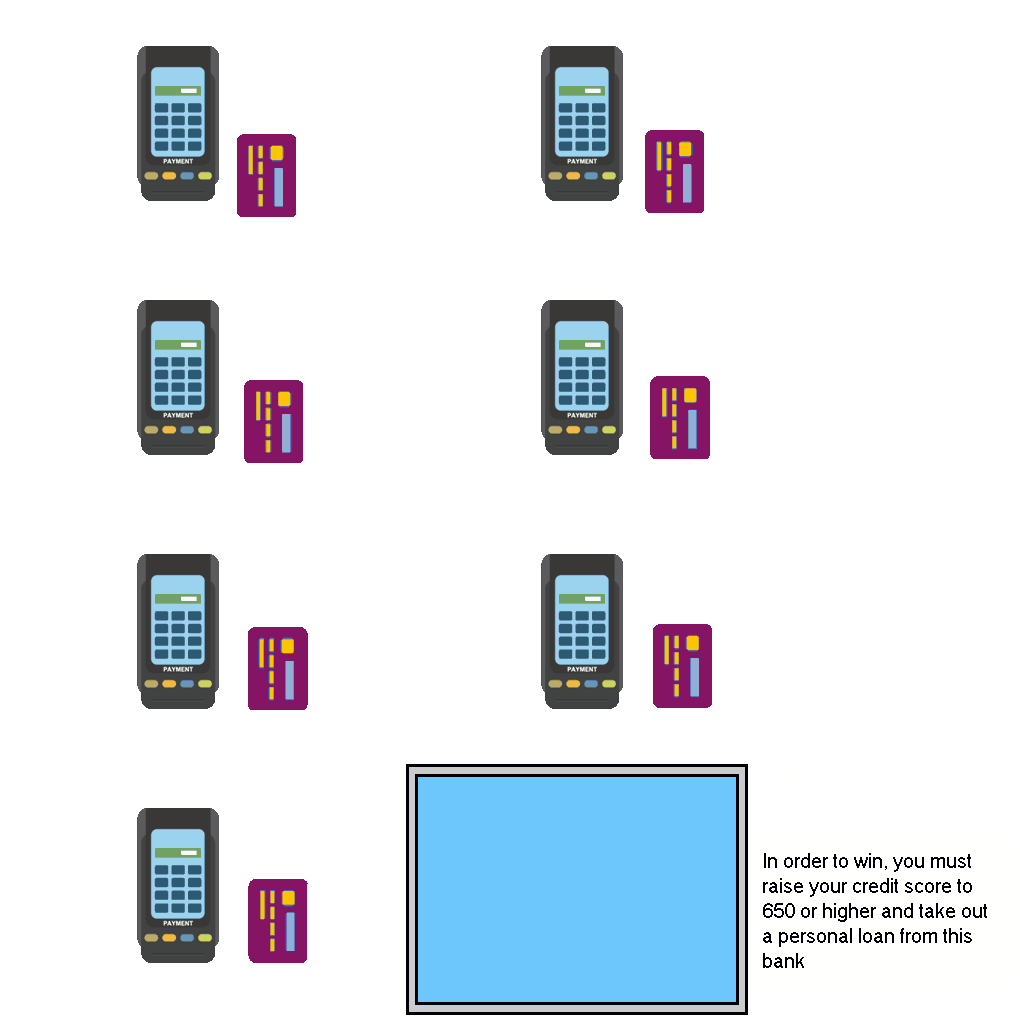 PAYMENT
PAYMENT
PAYMENT
PAYMENT
PAYMENT
PAYMENT
PAYMENT
In order to win, you must
raise your credit score to
650 or higher and take out
a personal loan from this
bank